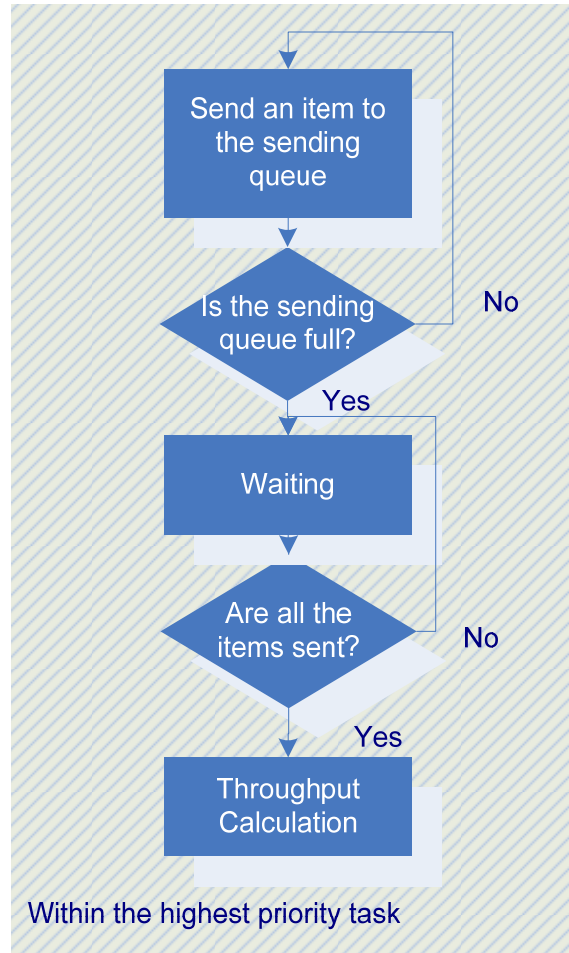 Send an item to
the sending
queue
Is the sending
queue full?
No
Yes
Waiting
Are all the
items sent?
No
Yes
Throughput
Calculation
Within the highest priority task